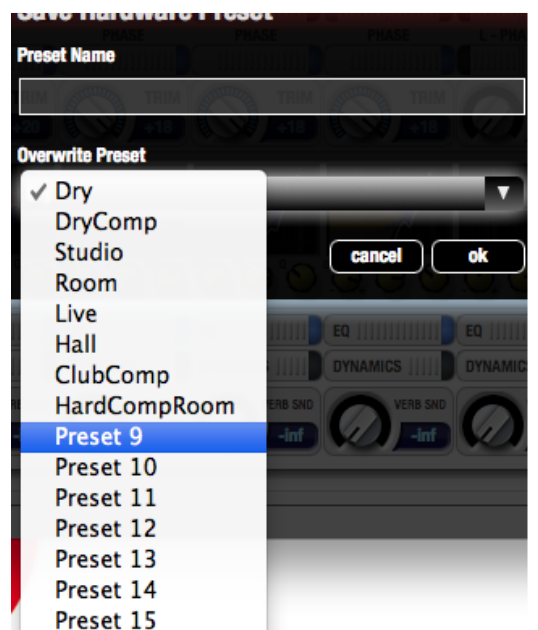 Save Hardware Preset
PHASE PHASE PHASE L - PHA
Preset Name
TRIM TRIM TRIM TRIM
+20 +18 +18 +18
Overwrite Preset
✓ Dry
DryComp
Studio
cancel ok
Room
Live
Hall
EQ EQ
ClubComp
DYNAMICS DYNAMIC
HardCompRoom
VERB SND VERB SND
Preset 9
-inf -inf
Preset 10
Preset 11
Preset 12
Preset 13
Preset 14
Preset 15